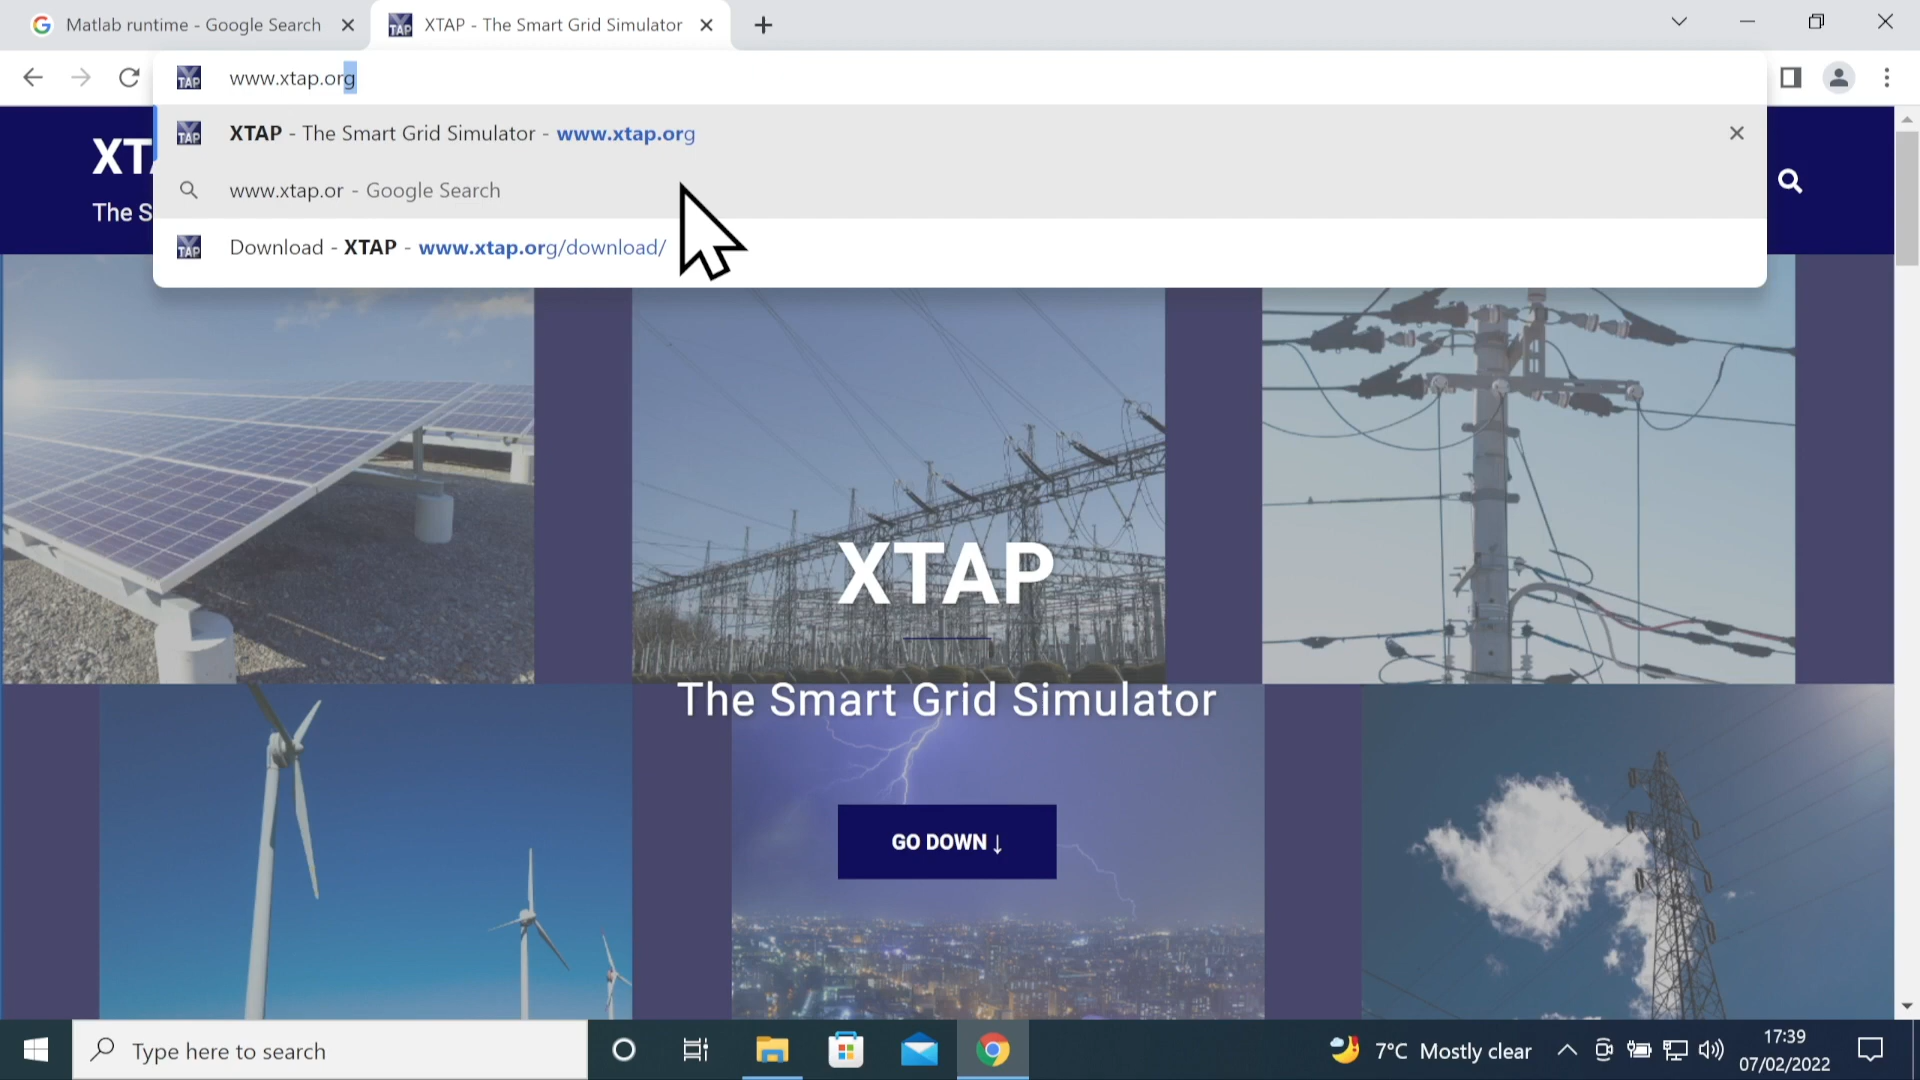 Matlab runtime - Google Search
XTAP - The Smart Grid Simulator
www.xtap.org
XTAP - The Smart Grid Simulator - www.xtap.org
www.xtap.or - Google Search
Download - XTAP - www.xtap.org/download/
XTA
The S
XTAP
The Smart Grid Simulator
GO DOWN ↓
Type here to search
7°C Mostly clear
17:39
07/02/2022